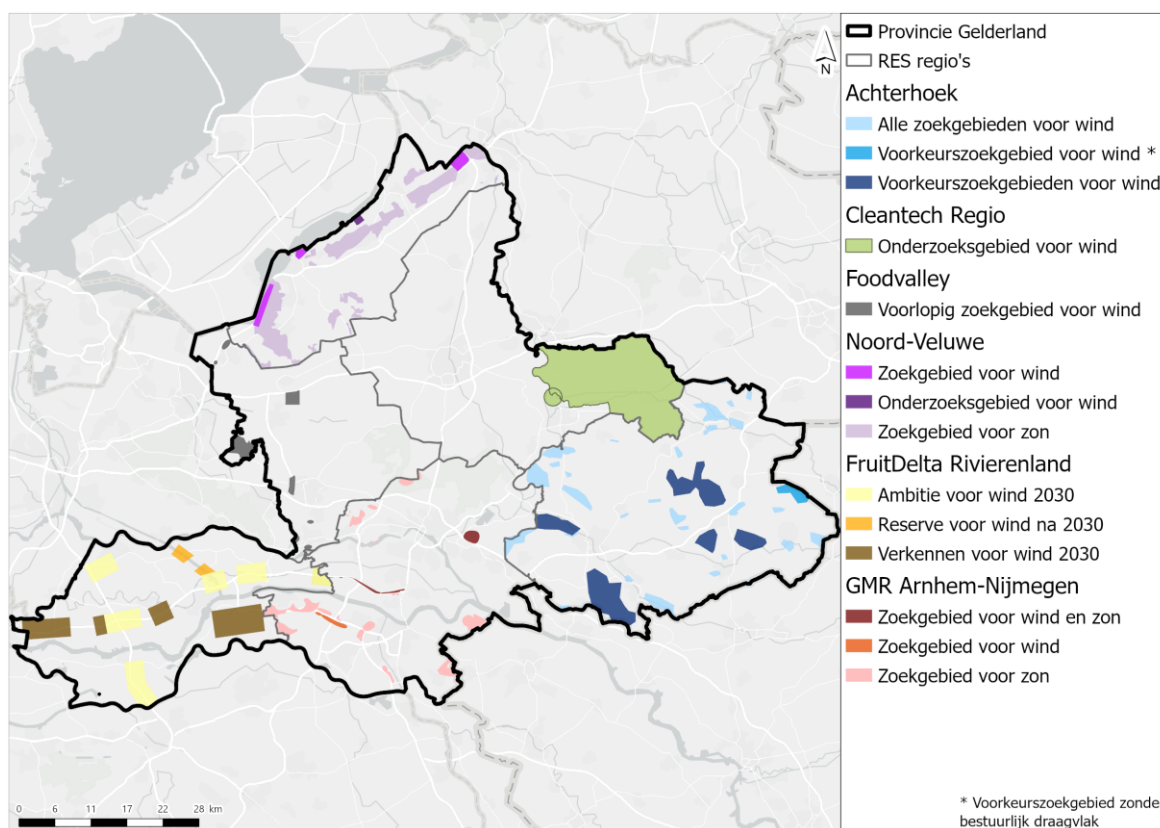 N
Provincie Gelderland
RES regio's
Achterhoek
Alle zoekgebieden voor wind
Voorkeurszoekgebied voor wind *
Voorkeurszoekgebieden voor wind
Cleantech Regio
Onderzoeksgebied voor wind
Foodvalley
Voorlopig zoekgebied voor wind
Noord-Veluwe
Zoekgebied voor wind
Onderzoeksgebied voor wind
Zoekgebied voor zon
FruitDelta Rivierenland
Ambitie voor wind 2030
Reserve voor wind na 2030
Verkennen voor wind 2030
GMR Arnhem-Nijmegen
Zoekgebied voor wind en zon
Zoekgebied voor wind
Zoekgebied voor zon
0 6 11 17 22 28 km
* Voorkeurszoekgebied zonde
bestuurlijk draagvlak